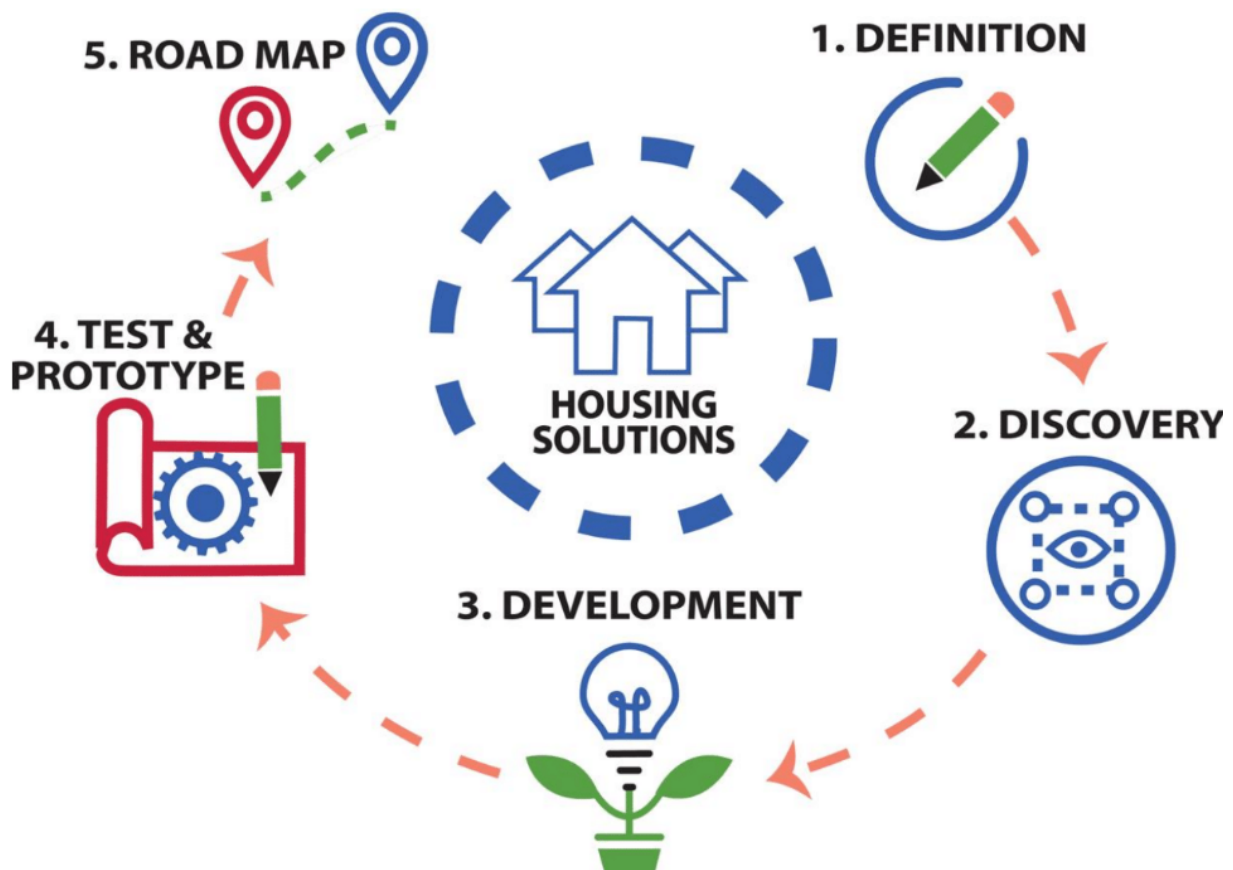 1. DEFINITION
2. DISCOVERY
3. DEVELOPMENT
4. TEST &
PROTOTYPE
5. ROAD MAP
HOUSING
SOLUTIONS